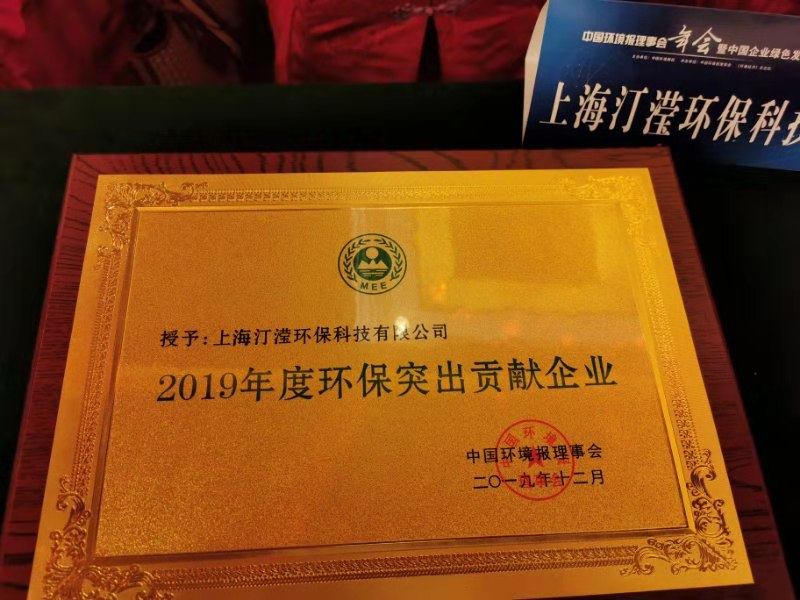 中国环境报理事会年会暨中国企业绿色发
上海汀滢环保科技
MEE
授予:上海汀滢环保科技有限公司
2019年度环保突出贡献企业
中国环境报理事会
二〇一九年十二月